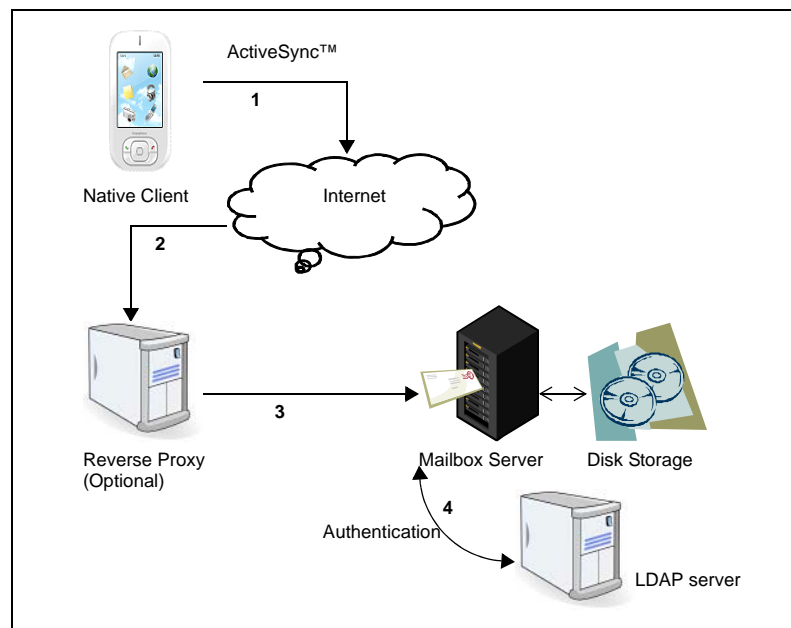 ActiveSync™
1
Native Client
Internet
2
3
Reverse Proxy
(Optional)
Mailbox Server
Disk Storage
4
Authentication
LDAP server